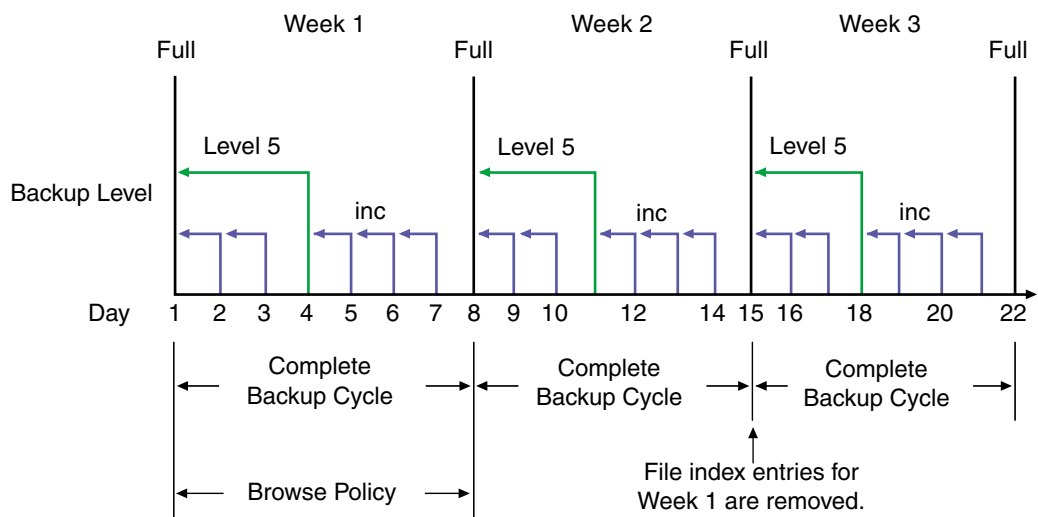 Week 1 Week 2 Week 3
Full Full Full Full
Level 5 Level 5 Level 5
Backup Level
inc inc inc
Day 1 2 3 4 5 6 7 8 9 10 12 14 15 16 18 20 22
Complete Complete Complete
Backup Cycle Backup Cycle Backup Cycle
File index entries for
Browse Policy Week 1 are removed.